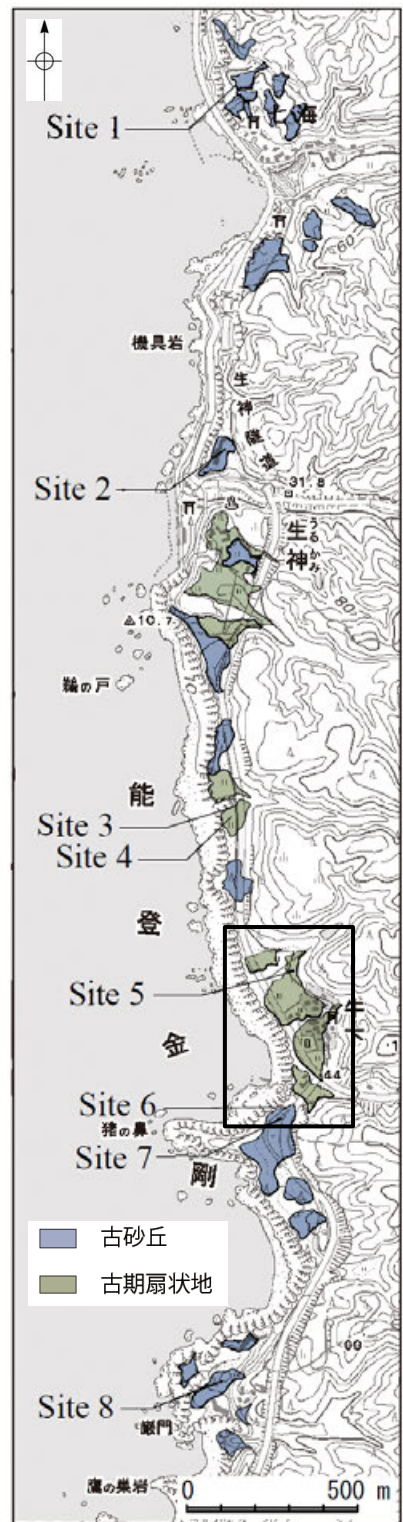 Site 1
七海
60
機具岩
生神隧道
Site 2
31.8
生神
うるかみ
10.7
80
鵜の戸
能登金剛
Site 3
Site 4
Site 5
44
Site 6
猪の鼻
Site 7
古砂丘
古期扇状地
Site 8
巌門
鷹の巣岩
0 500 m